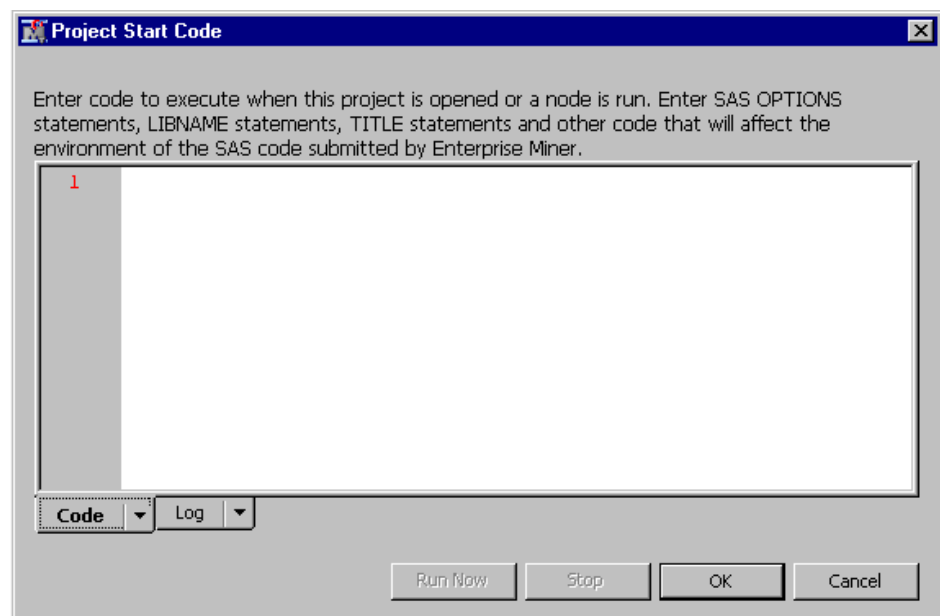 Project Start Code
Enter code to execute when this project is opened or a node is run. Enter SAS OPTIONS
statements, LIBNAME statements, TITLE statements and other code that will affect the
environment of the SAS code submitted by Enterprise Miner.
1
Code Log
Run Now Stop OK Cancel